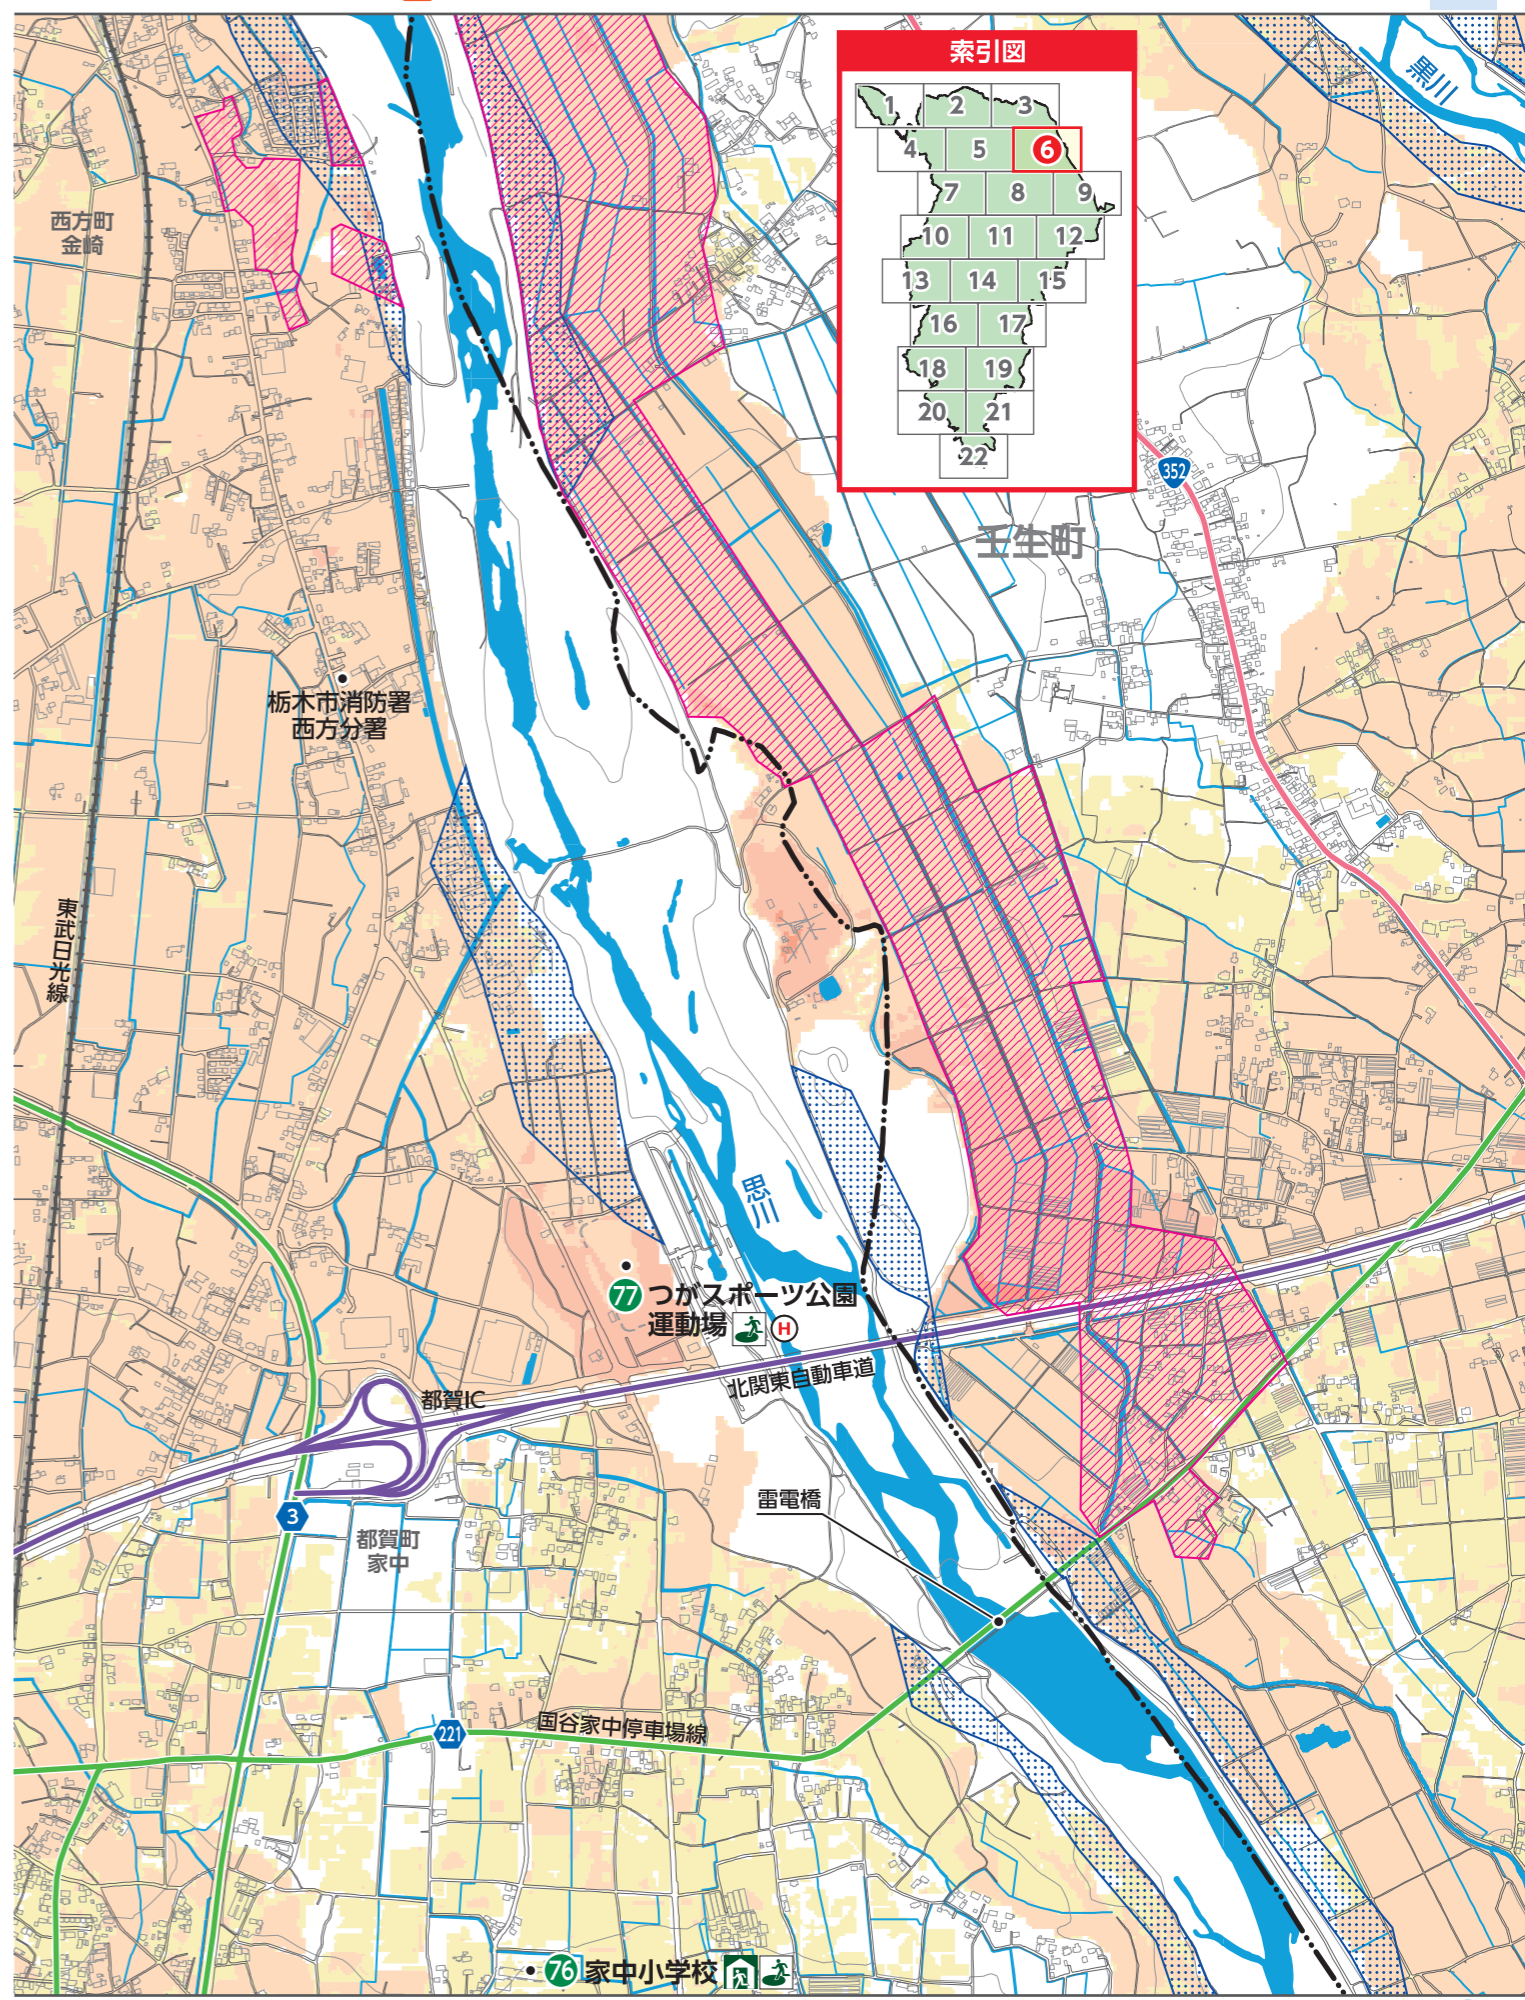 索引図
1
2
3
4
5
6
7
8
9
10
11
12
13
14
15
16
17
18
19
20
21
22
黒川
西方町
金崎
352
壬生町
栃木市消防署
西方分署
東武日光線
思川
77 つがスポーツ公園
運動場 H
北関東自動車道
都賀IC
雷電橋
3
都賀町
家中
221
国谷家中停車場線
76 家中小学校